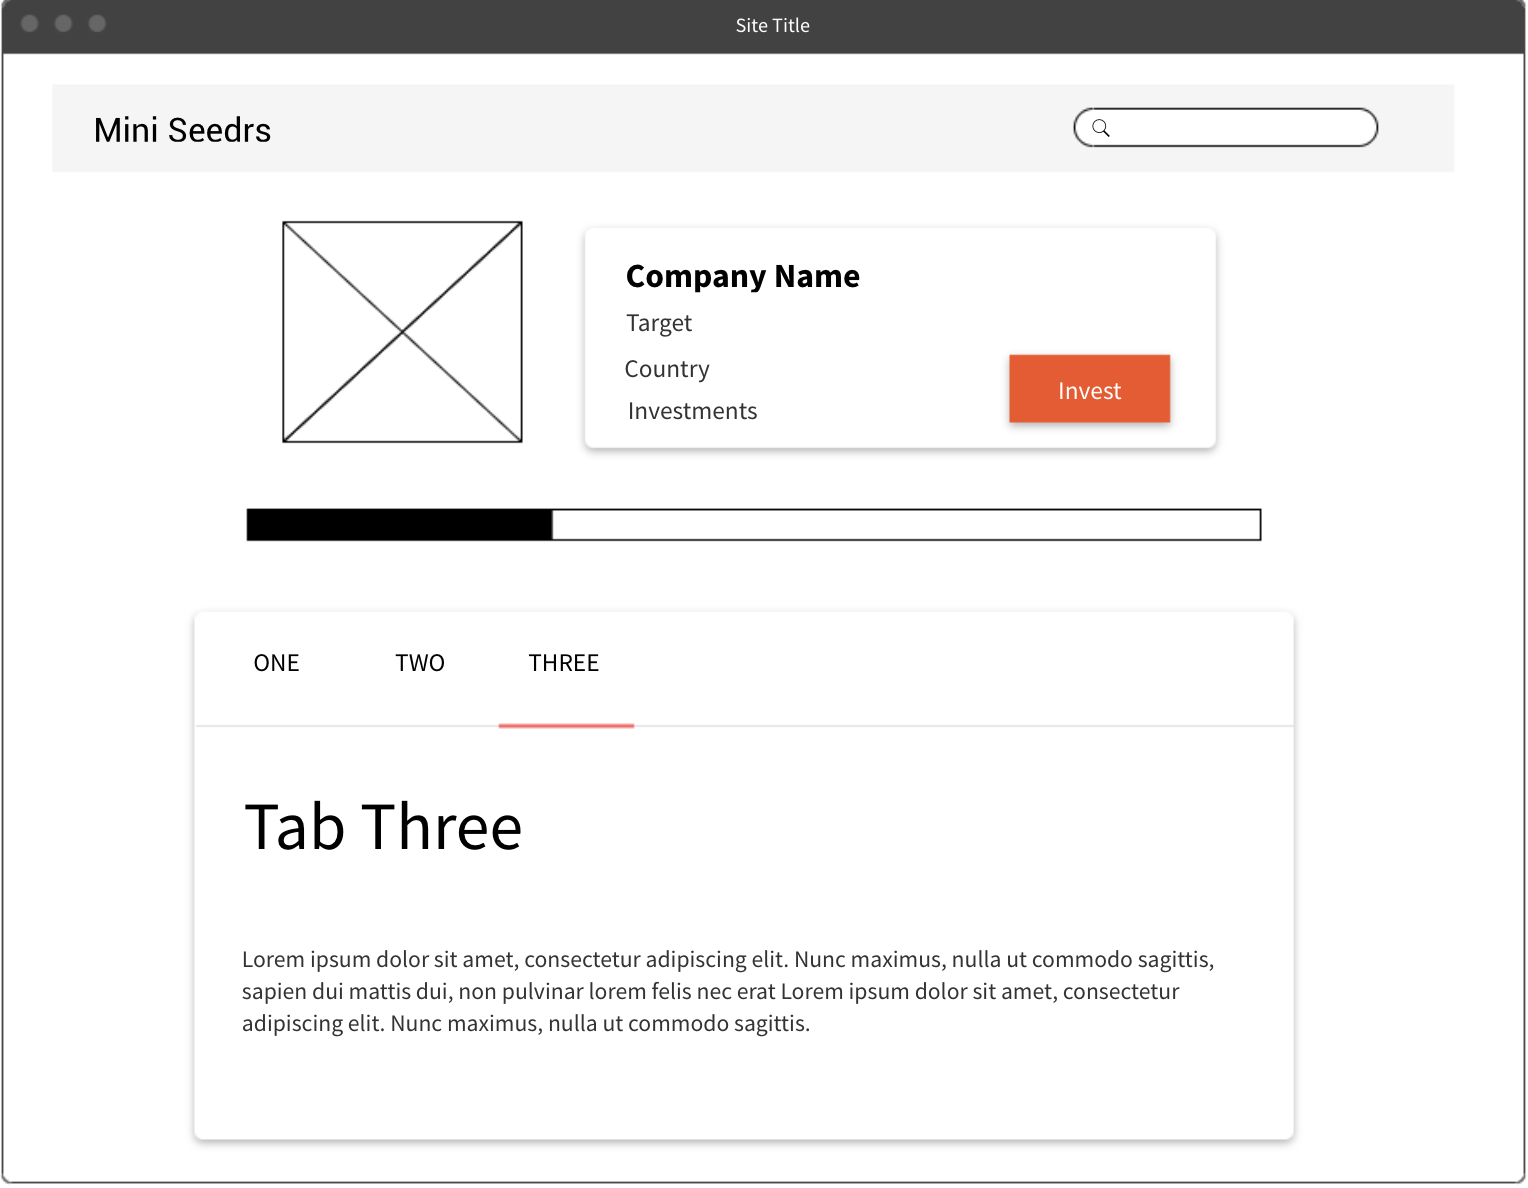 Site Title
Mini Seedrs
Company Name
Target
Country
Investments
Invest
ONE TWO THREE
Tab Three
Lorem ipsum dolor sit amet, consectetur adipiscing elit. Nunc maximus, nulla ut commodo sagittis,
sapien dui mattis dui, non pulvinar lorem felis nec erat Lorem ipsum dolor sit amet, consectetur
adipiscing elit. Nunc maximus, nulla ut commodo sagittis.